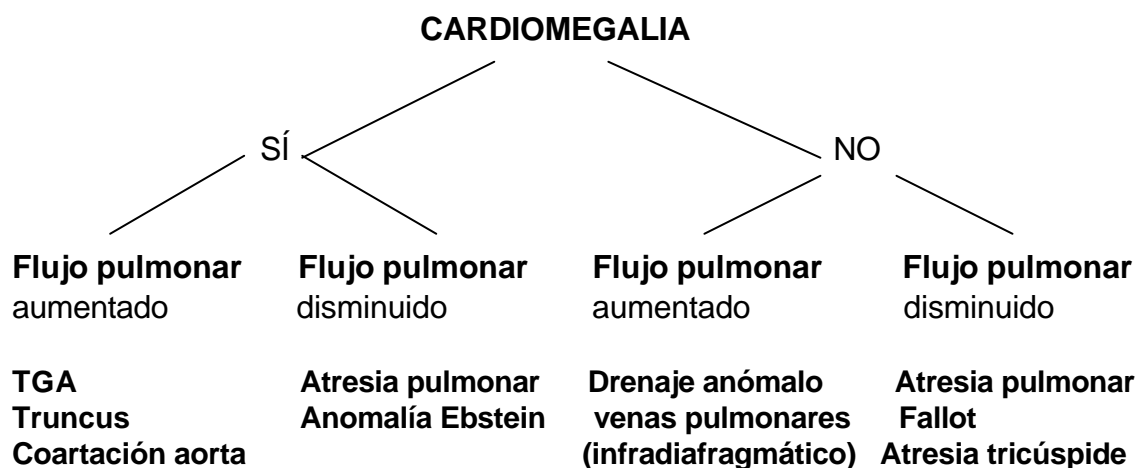 CARDIOMEGALIA
SÍ NO
Flujo pulmonar Flujo pulmonar Flujo pulmonar Flujo pulmonar
aumentado disminuido aumentado disminuido
TGA Atresia pulmonar Drenaje anómalo Atresia pulmonar
Truncus Anomalía Ebstein venas pulmonares Fallot
Coartación aorta (infradiafragmático) Atresia tricúspide